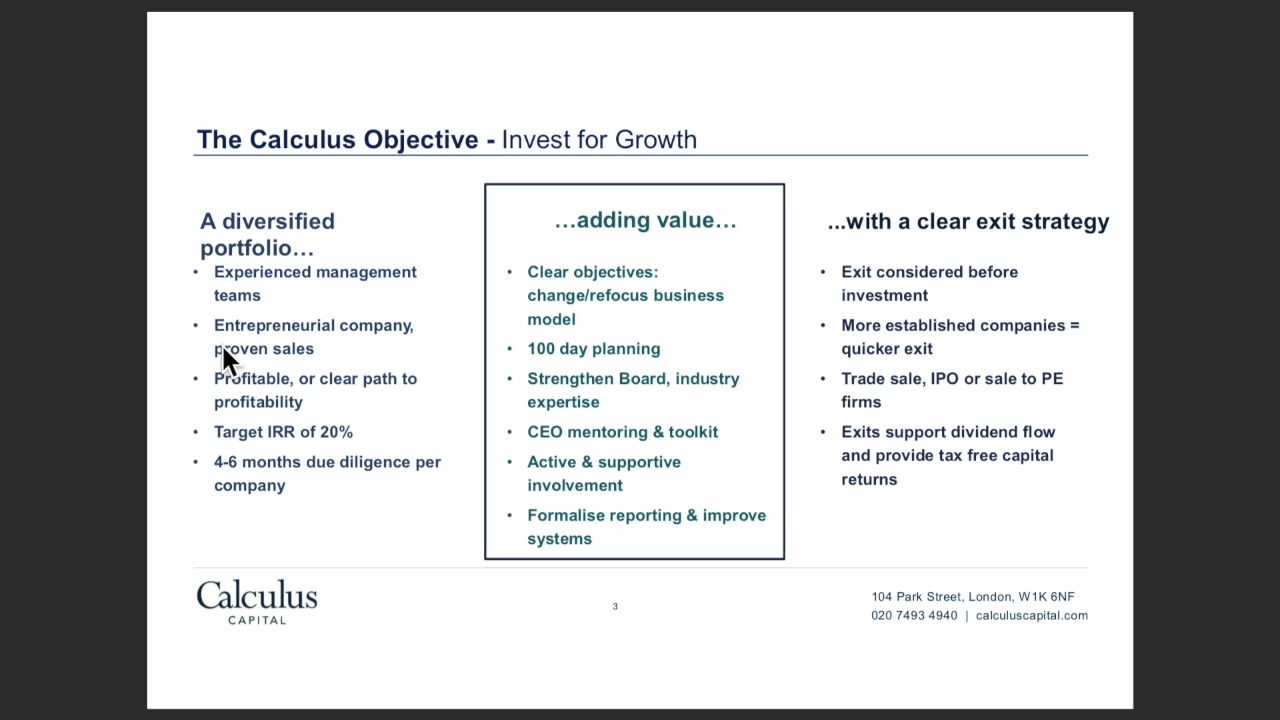 The Calculus Objective - Invest for Growth
A diversified
portfolio…
• Experienced management
teams
• Entrepreneurial company,
proven sales
• Profitable, or clear path to
profitability
• Target IRR of 20%
• 4-6 months due diligence per
company
…adding value…
• Clear objectives:
change/refocus business
model
• 100 day planning
• Strengthen Board, industry
expertise
• CEO mentoring & toolkit
• Active & supportive
involvement
• Formalise reporting & improve
systems
...with a clear exit strategy
• Exit considered before
investment
• More established companies =
quicker exit
• Trade sale, IPO or sale to PE
firms
• Exits support dividend flow
and provide tax free capital
returns
Calculus
CAPITAL
3
104 Park Street, London, W1K 6NF
020 7493 4940 | calculuscapital.com